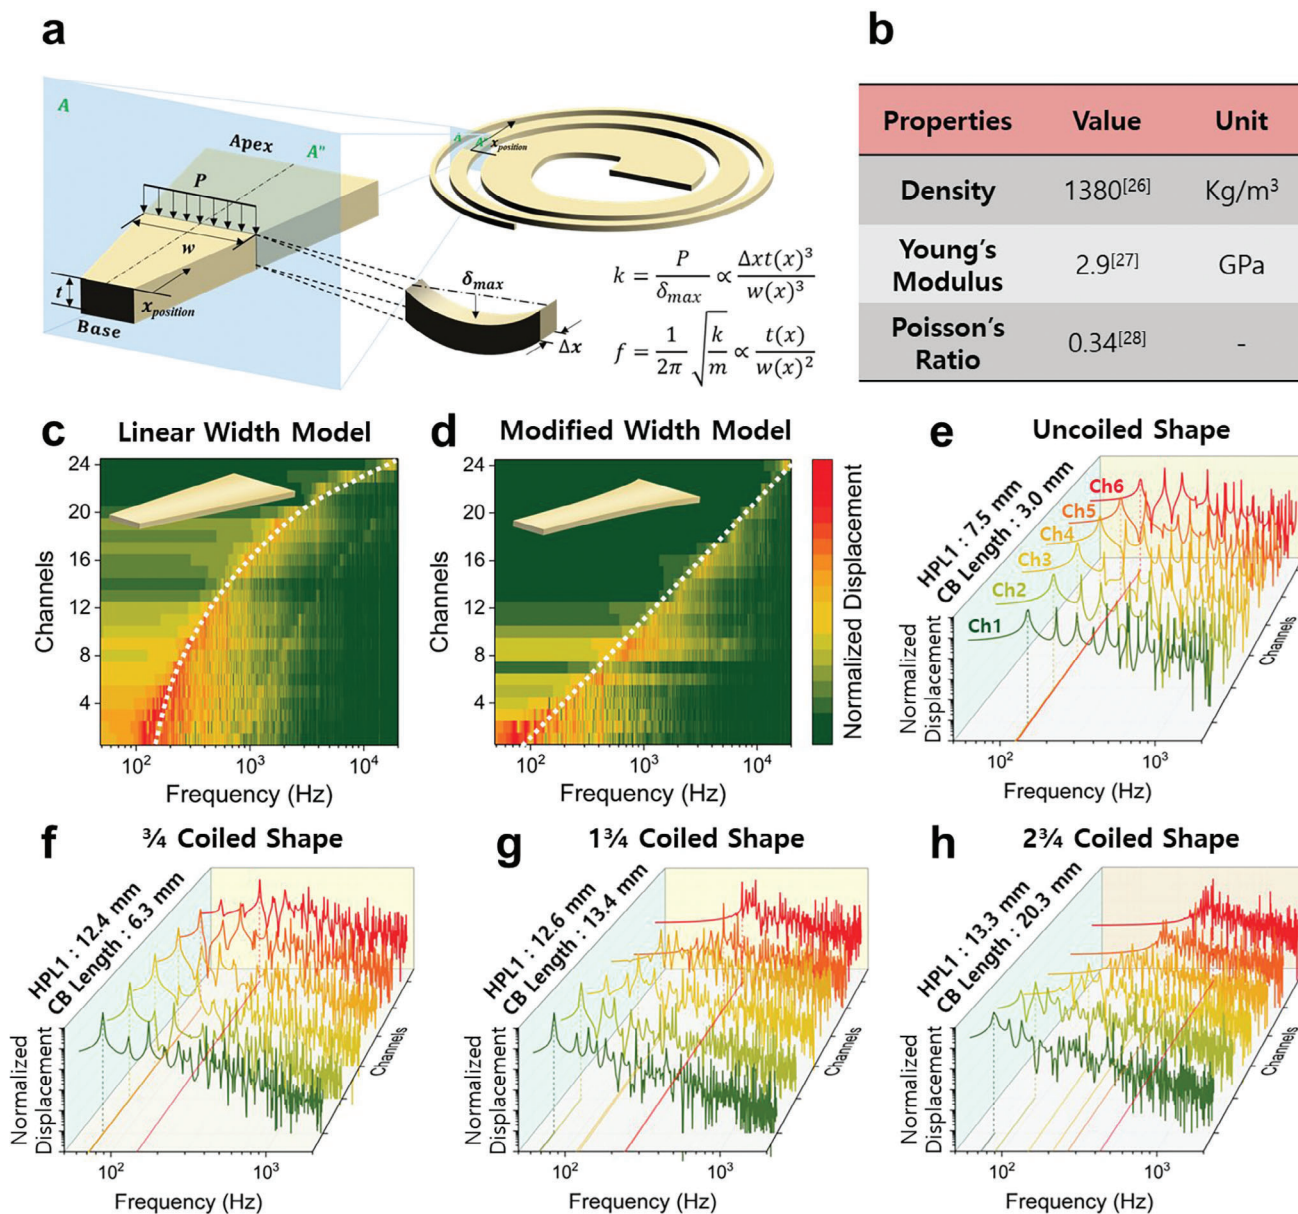 a
A
Apex
A"
P
w
t
x_position
Base
A
A"
x_position
δ_max
Δx
k = P / δ_max ∝ Δxt(x)³ / w(x)³
f = 1 / 2π √(k / m) ∝ t(x) / w(x)²
b
Properties Value Unit
Density 1380[26] Kg/m³
Young's Modulus 2.9[27] GPa
Poisson's Ratio 0.34[28] -
c Linear Width Model
24
20
16
12
8
4
Channels
10² 10³ 10⁴
Frequency (Hz)
d Modified Width Model
24
20
16
12
8
4
Channels
10² 10³ 10⁴
Frequency (Hz)
Normalized Displacement
e Uncoiled Shape
HPL1 : 7.5 mm
CB Length : 3.0 mm
Ch6
Ch5
Ch4
Ch3
Ch2
Ch1
Normalized
Displacement
Channels
10² 10³
Frequency (Hz)
f ¾ Coiled Shape
HPL1 : 12.4 mm
CB Length : 6.3 mm
Normalized
Displacement
Channels
10² 10³
Frequency (Hz)
g 1¾ Coiled Shape
HPL1 : 12.6 mm
CB Length : 13.4 mm
Normalized
Displacement
Channels
10² 10³
Frequency (Hz)
h 2¾ Coiled Shape
HPL1 : 13.3 mm
CB Length : 20.3 mm
Normalized
Displacement
Channels
10² 10³
Frequency (Hz)